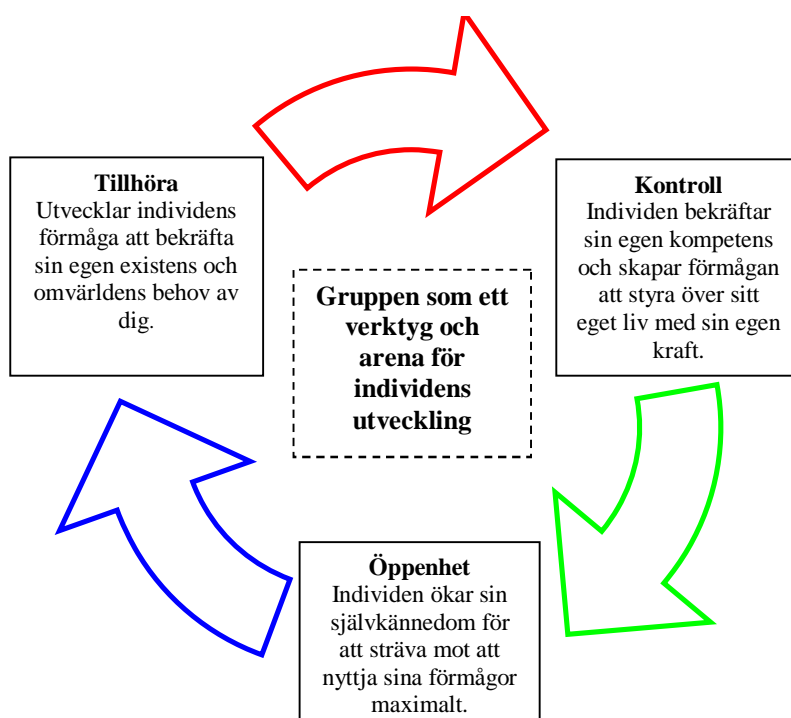 Tillhöra
Utvecklar individens
förmåga att bekräfta
sin egen existens och
omvärldens behov av
dig.
Kontroll
Individen bekräftar
sin egen kompetens
och skapar förmågan
att styra över sitt
eget liv med sin egen
kraft.
Gruppen som ett
verktyg och
arena för
individens
utveckling
Öppenhet
Individen ökar sin
självkännedom för
att sträva mot att
nyttja sina förmågor
maximalt.